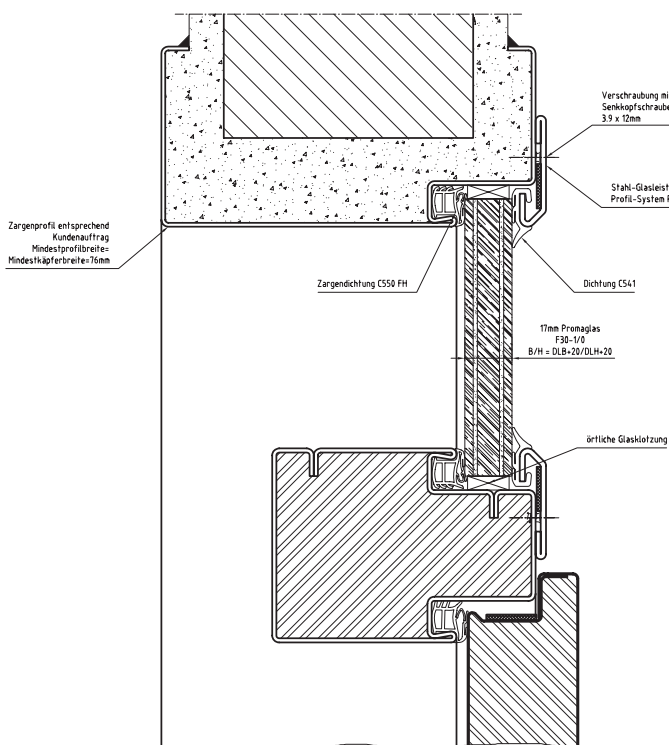 Verschraubung mi
Senkkopfschraube
3.9 x 12mm
Stahl-Glasleist
Profil-System
Zargenprofil entsprechend
Kundenauftrag
Mindestprofilbreite=
Mindestkäpferbreite=76mm
Zargendichtung C550 FH
Dichtung C541
17mm Promaglas
F30-1/0
B/H = DLB+20/DLH+20
örtliche Glasklotzung